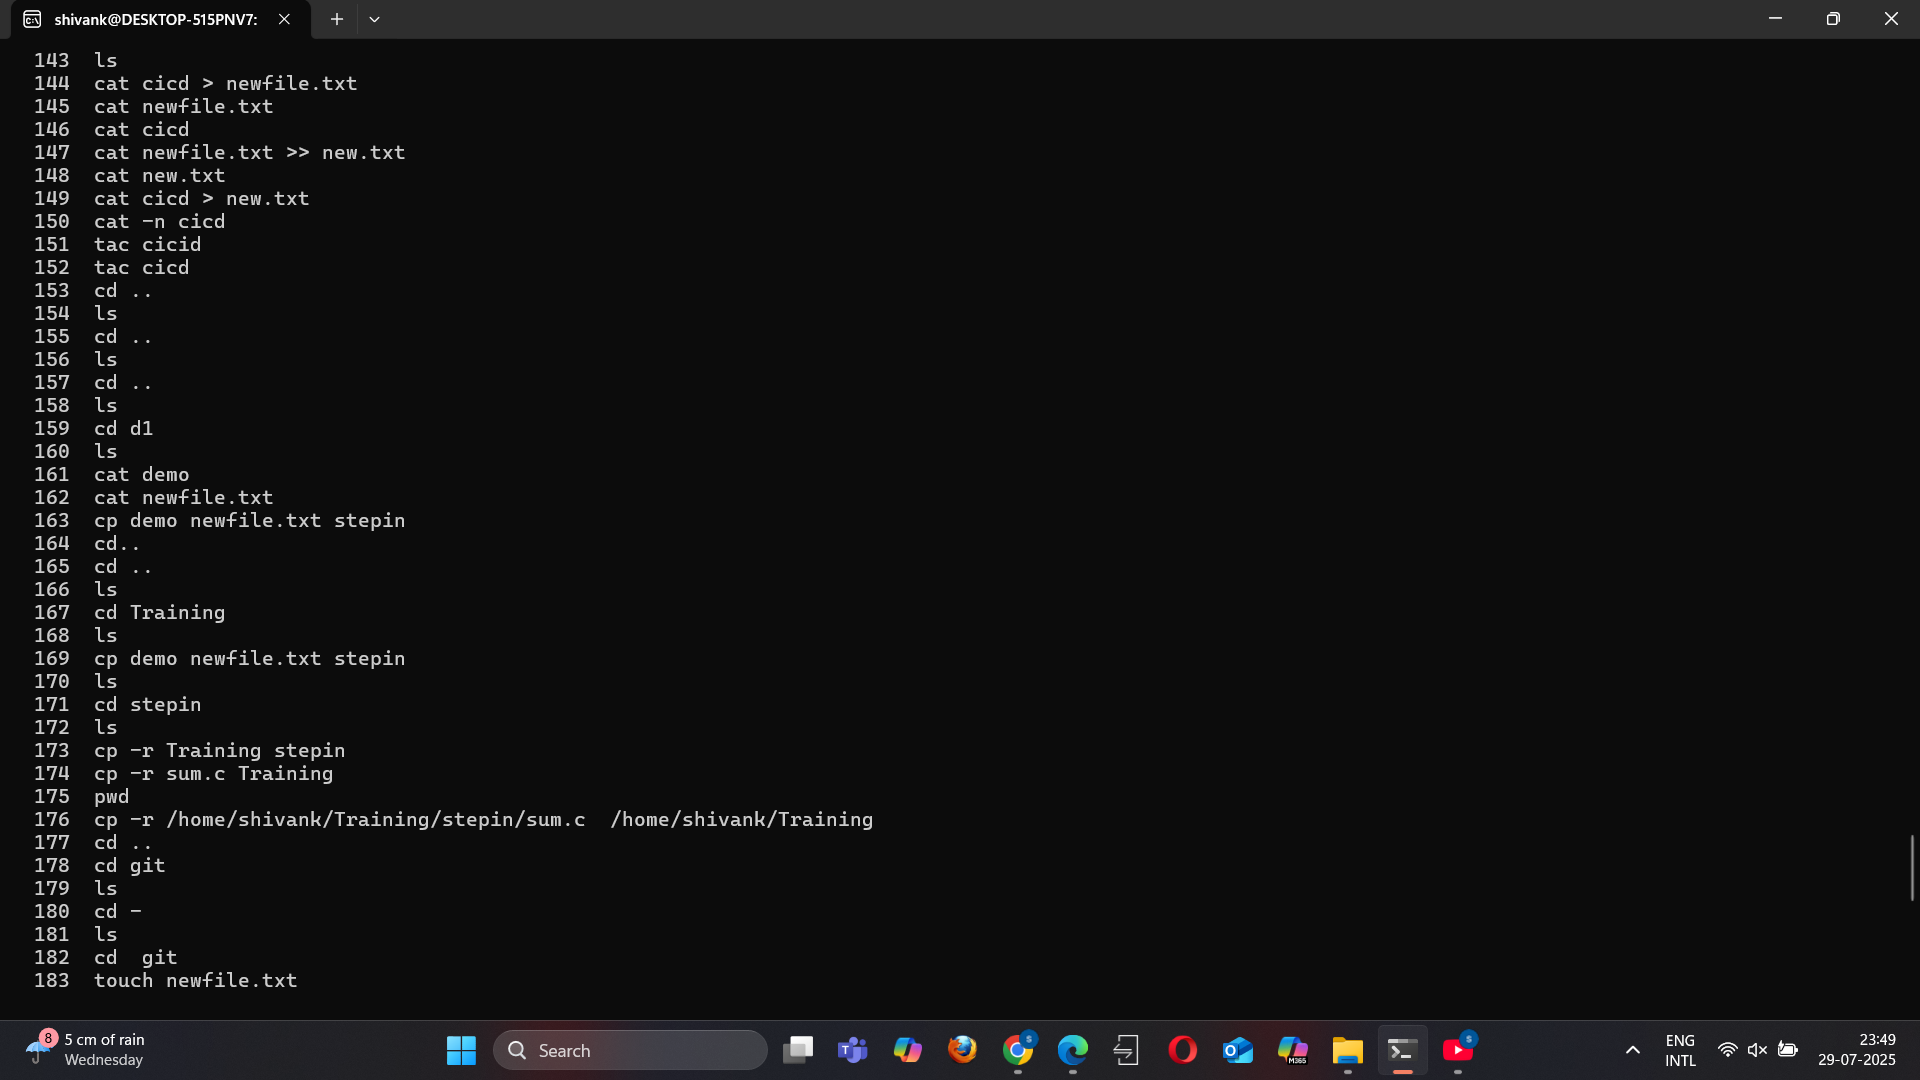 shivank@DESKTOP-515PNV7:
143 ls
144 cat cicd > newfile.txt
145 cat newfile.txt
146 cat cicd
147 cat newfile.txt >> new.txt
148 cat new.txt
149 cat cicd > new.txt
150 cat -n cicd
151 tac cicid
152 tac cicd
153 cd ..
154 ls
155 cd ..
156 ls
157 cd ..
158 ls
159 cd d1
160 ls
161 cat demo
162 cat newfile.txt
163 cp demo newfile.txt stepin
164 cd..
165 cd ..
166 ls
167 cd Training
168 ls
169 cp demo newfile.txt stepin
170 ls
171 cd stepin
172 ls
173 cp -r Training stepin
174 cp -r sum.c Training
175 pwd
176 cp -r /home/shivank/Training/stepin/sum.c  /home/shivank/Training
177 cd ..
178 cd git
179 ls
180 cd -
181 ls
182 cd  git
183 touch newfile.txt
8 5 cm of rain
Wednesday
Search
M365
ENG
INTL
23:49
29-07-2025